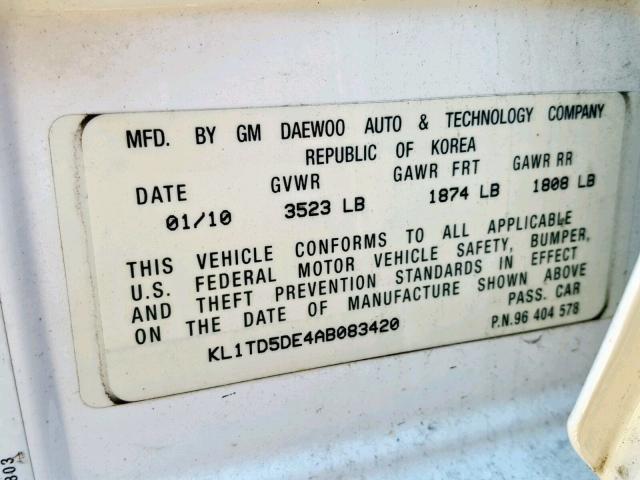 MFD. BY GM DAEWOO AUTO & TECHNOLOGY COMPANY
REPUBLIC OF KOREA
DATE GVWR GAWR FRT GAWR RR
01/10 3523 LB 1874 LB 1808 LB
THIS VEHICLE CONFORMS TO ALL APPLICABLE
U.S. FEDERAL MOTOR VEHICLE SAFETY, BUMPER,
AND THEFT PREVENTION STANDARDS IN EFFECT
ON THE DATE OF MANUFACTURE SHOWN ABOVE
PASS. CAR
KL1TD5DE4AB083420 P.N.96 404 578